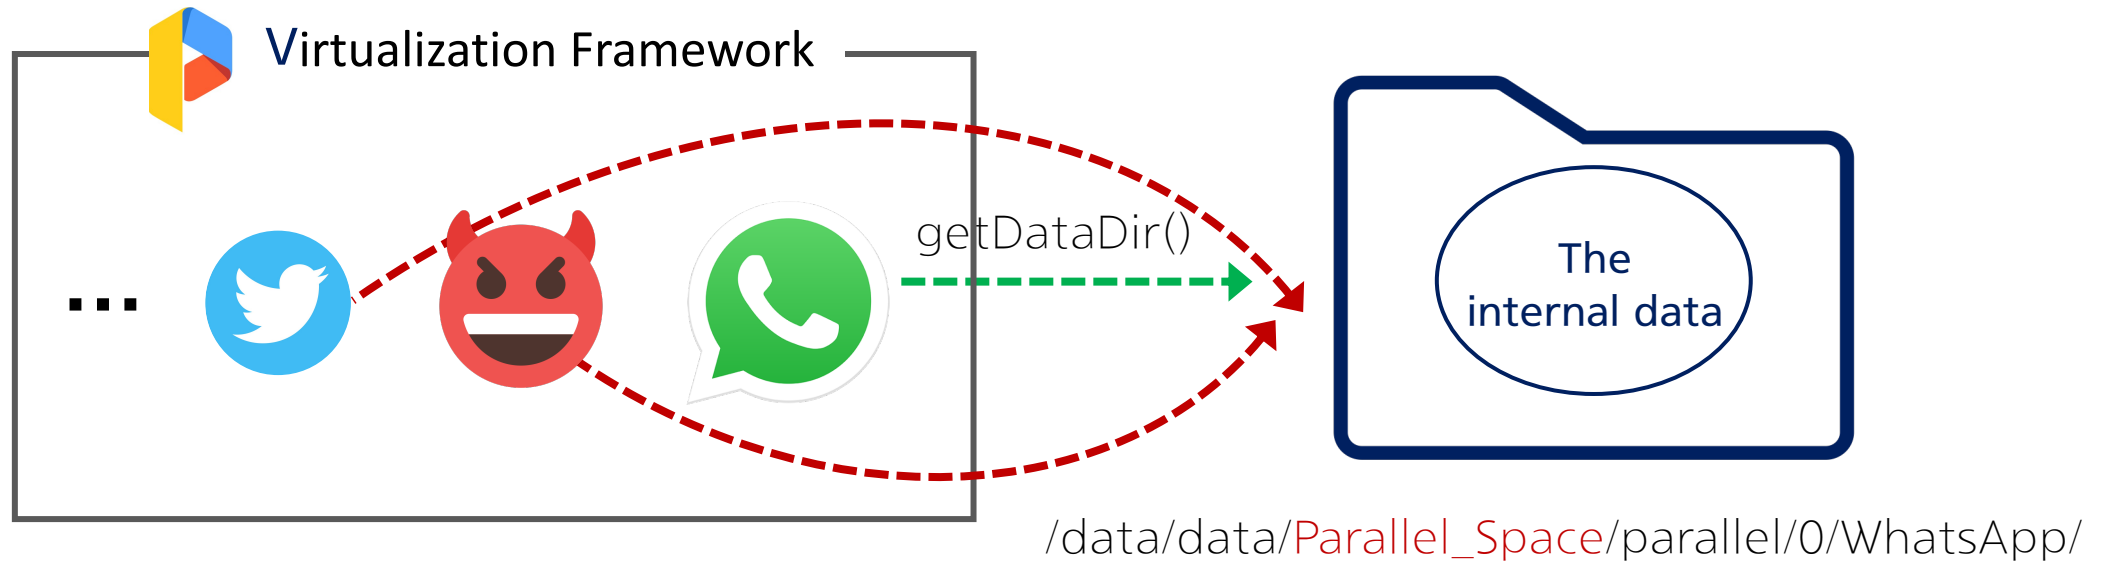 Virtualization Framework
...
getDataDir()
The
internal data
/data/data/Parallel_Space/parallel/0/WhatsApp/